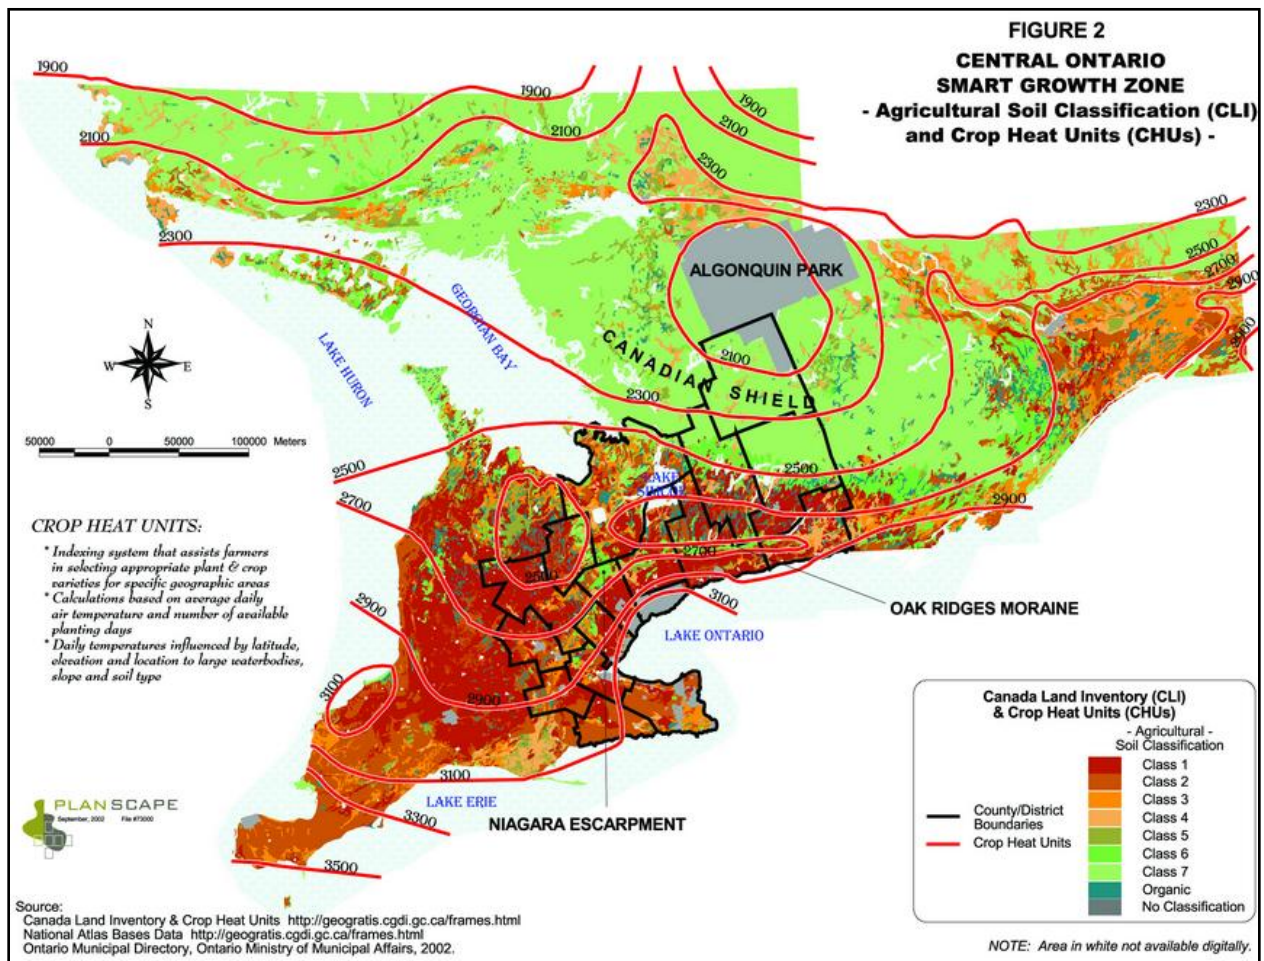 FIGURE 2
CENTRAL ONTARIO
SMART GROWTH ZONE
- Agricultural Soil Classification (CLI)
and Crop Heat Units (CHUs) -
1900
1900
1900
2100
2100
2100
2300
2300
2300
2500
2700
2900
ALGONQUIN PARK
GEORGIAN BAY
LAKE HURON
N
W
E
S
CANADIAN SHIELD
2100
2300
50000 0 50000 100000 Meters
2500
2500
2700
LAKE
2900
2700
2500
CROP HEAT UNITS:
* Indexing system that assists farmers
in selecting appropriate plant & crop
varieties for specific geographic areas
* Calculations based on average daily
air temperature and number of available
planting days
* Daily temperatures influenced by latitude,
elevation and location to large waterbodies,
slope and soil type
2900
3100
OAK RIDGES MORAINE
LAKE ONTARIO
3100
2900
3100
LAKE ERIE
3300
NIAGARA ESCARPMENT
3500
PLANSCAPE
September, 2002 File #73000
Canada Land Inventory (CLI)
& Crop Heat Units (CHUs)
- Agricultural -
Soil Classification
Class 1
Class 2
Class 3
Class 4
Class 5
Class 6
Class 7
Organic
No Classification
County/District
Boundaries
Crop Heat Units
Source:
Canada Land Inventory & Crop Heat Units http://geogratis.cgdi.gc.ca/frames.html
National Atlas Bases Data http://geogratis.cgdi.gc.ca/frames.html
Ontario Municipal Directory, Ontario Ministry of Municipal Affairs, 2002.
NOTE: Area in white not available digitally.